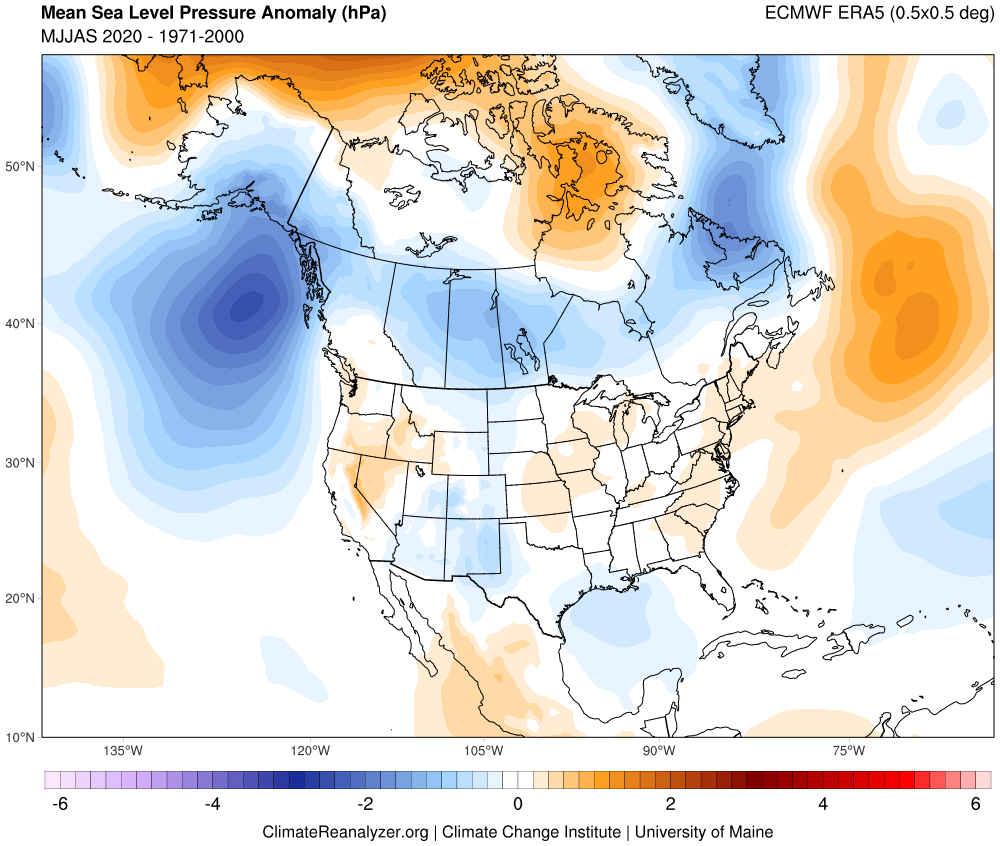 Mean Sea Level Pressure Anomaly (hPa)
ECMWF ERA5 (0.5x0.5 deg)
MJJAS 2020 - 1971-2000
50°N
40°N
30°N
20°N
10°N
135°W
120°W
105°W
90°W
75°W
-6
-4
-2
0
2
4
6
ClimateReanalyzer.org | Climate Change Institute | University of Maine